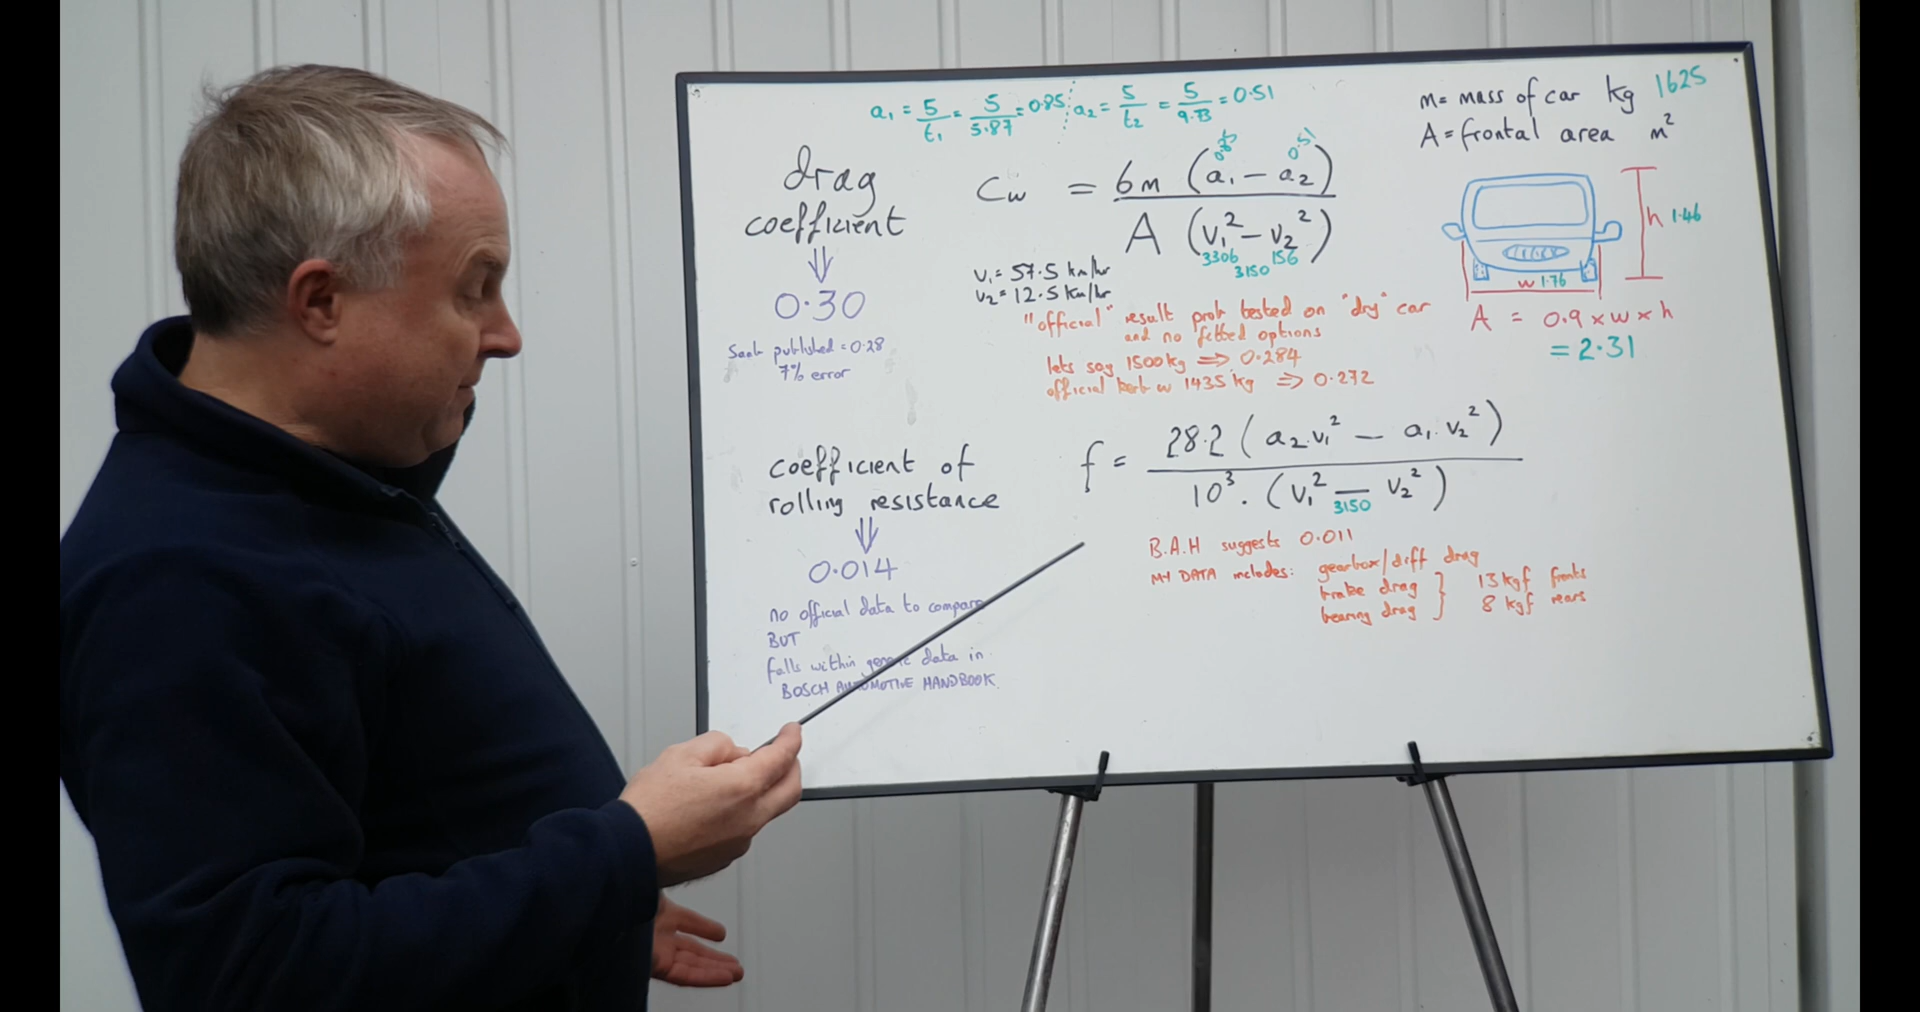 a₁ = 5/t₁ = 5/5.87 = 0.85 a₂ = 5/t₂ = 5/9.73 = 0.51
m = mass of car kg 1625
A = frontal area m²
drag
coefficient
⇓
0.30
Saab published = 0.28
7% error
Cw = 6m (a₁ − a₂) / A (v₁² − v₂²)
0.51
3306 156
3150
v₁ = 57.5 km/hr
v₂ = 12.5 km/hr
h 1.46
w 1.76
A = 0.9 x w x h
= 2.31
"official" result prob tested on "dry" car
and no fitted options
lets say 1500kg ⇒ 0.284
official kerb w 1435 kg ⇒ 0.272
coefficient of
rolling resistance
⇓
0.014
no official data to compare
BUT
falls within generic data in
BOSCH AUTOMOTIVE HANDBOOK.
f = 28.2 (a₂.v₁² − a₁.v₂²) / 10³. (v₁² − v₂²)
3150
B.A.H suggests 0.011
MY DATA includes: gearbox/diff drag
brake drag } 13 kgf fronts
bearing drag } 8 kgf rears